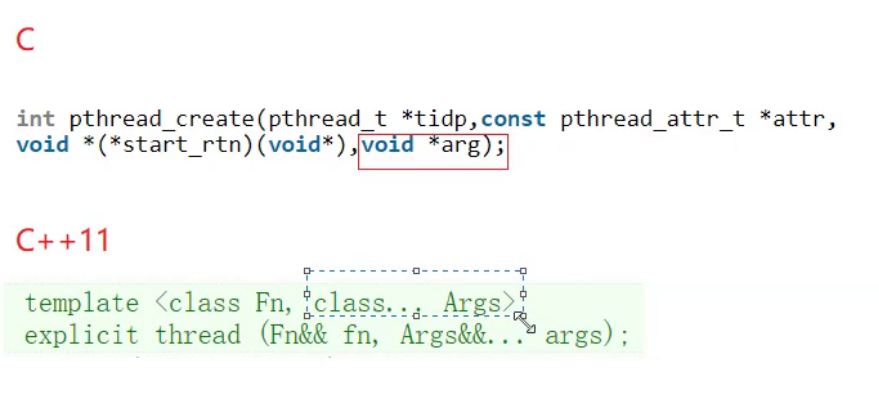 C
int pthread_create(pthread_t *tidp,const pthread_attr_t *attr,
void *(*start_rtn)(void*),void *arg);
C++11
template <class Fn, class... Args>
explicit thread (Fn&& fn, Args&&... args);